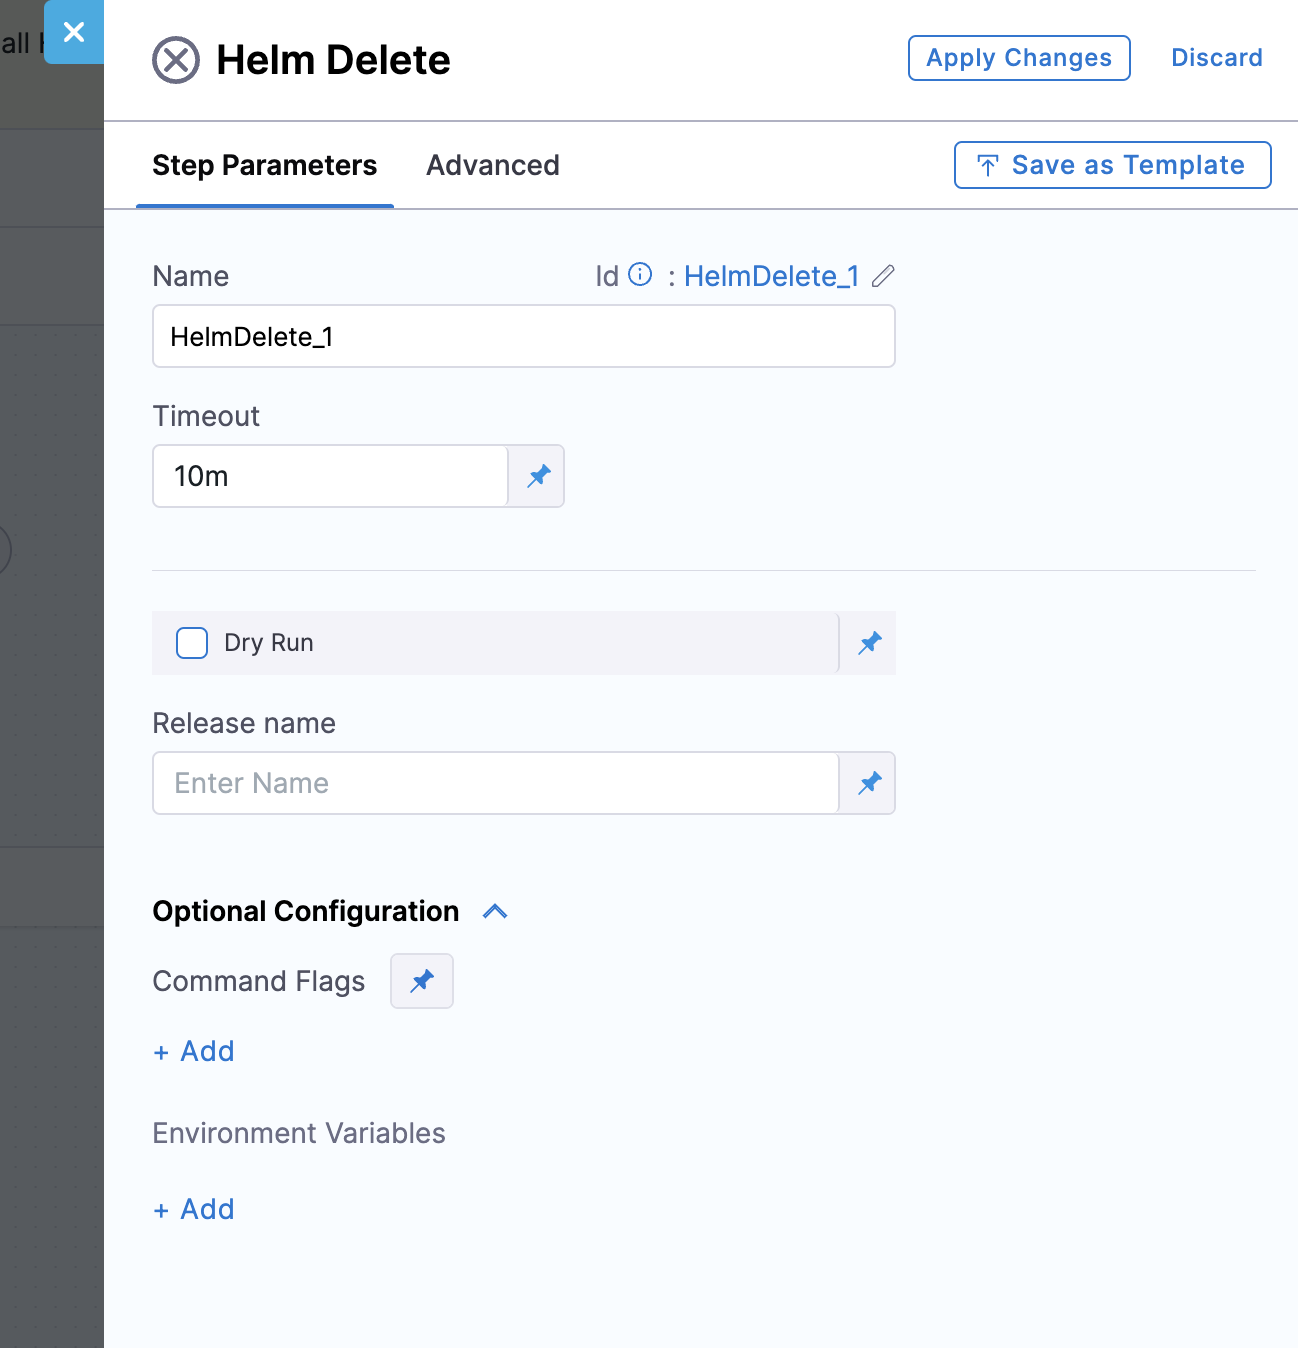 all
Helm Delete
Apply Changes
Discard
Step Parameters
Advanced
Save as Template
Name
Id : HelmDelete_1
HelmDelete_1
Timeout
10m
Dry Run
Release name
Enter Name
Optional Configuration
Command Flags
+ Add
Environment Variables
+ Add